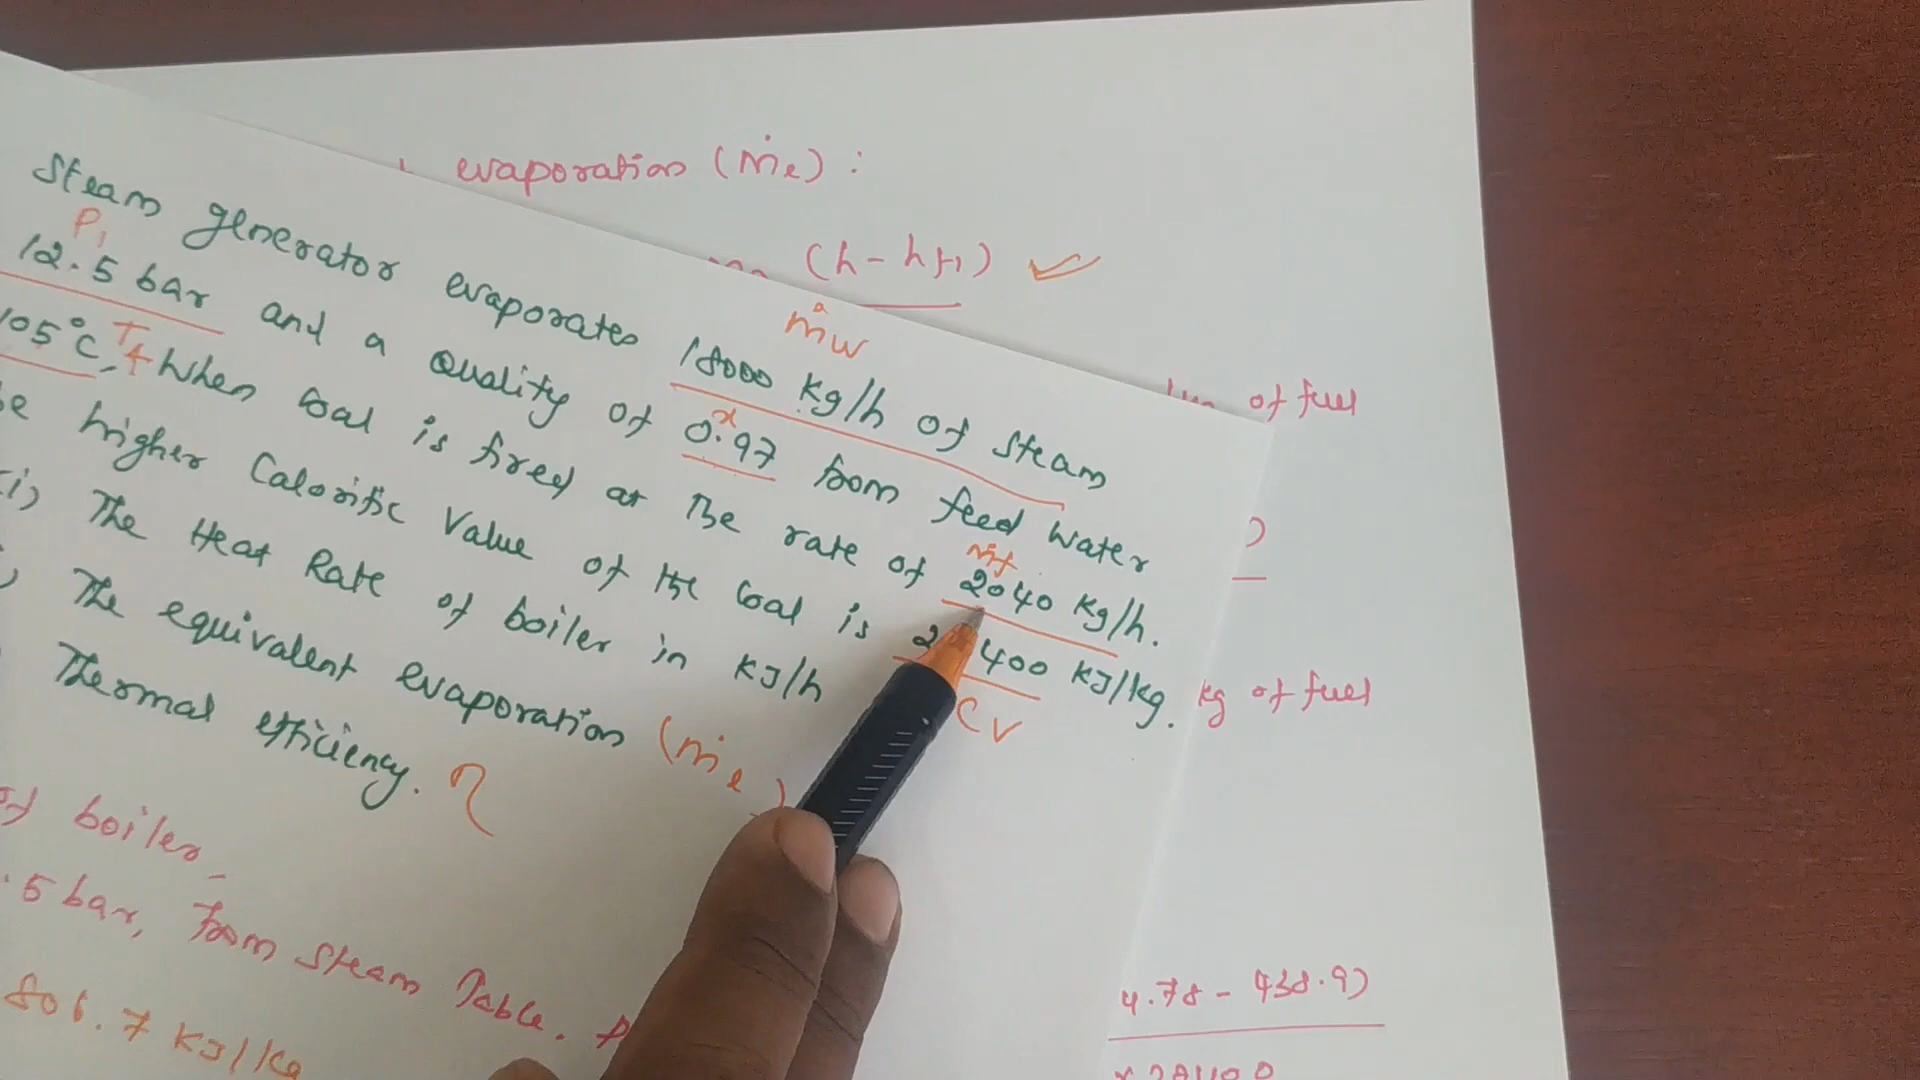 evaporation (ṁe) :
(h - hf1) ✓
of fuel
kg of fuel
4.78 - 438.9)
Steam generator evaporates 18000 kg/h of steam
ṁw
P1
12.5 bar and a quality of 0.97 from feed water
x
105°C, when coal is fired at the rate of 2040 kg/h.
ṁf
higher Calorific Value of the coal is 400 KJ/kg.
CV
(i) The Heat Rate of boiler in KJ/h
The equivalent evaporation (ṁe)
Thermal efficiency. η
of boiler
.5 bar, from steam Table.
806.7 KJ/kg